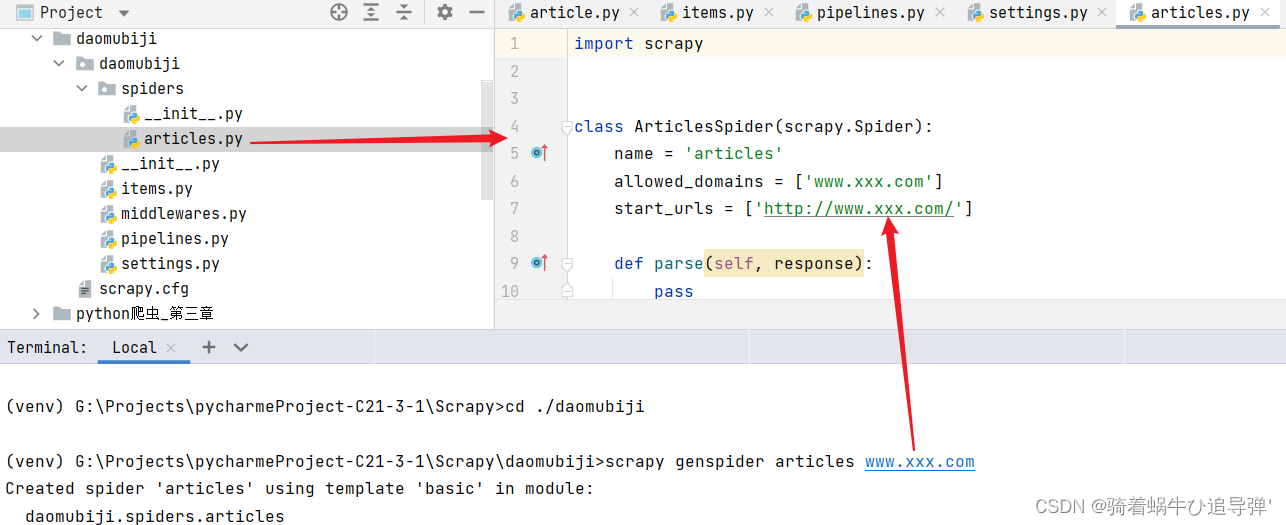 Project
daomubiji
daomubiji
spiders
__init__.py
articles.py
__init__.py
items.py
middlewares.py
pipelines.py
settings.py
scrapy.cfg
python爬虫_第三章
article.py items.py pipelines.py settings.py articles.py
1 import scrapy
2
3
4 class ArticlesSpider(scrapy.Spider):
5 name = 'articles'
6 allowed_domains = ['www.xxx.com']
7 start_urls = ['http://www.xxx.com/']
8
9 def parse(self, response):
10 pass
Terminal: Local
(venv) G:\Projects\pycharmeProject-C21-3-1\Scrapy>cd ./daomubiji
(venv) G:\Projects\pycharmeProject-C21-3-1\Scrapy\daomubiji>scrapy genspider articles www.xxx.com
Created spider 'articles' using template 'basic' in module:
daomubiji.spiders.articles
CSDN @骑着蜗牛ひ追导弹'